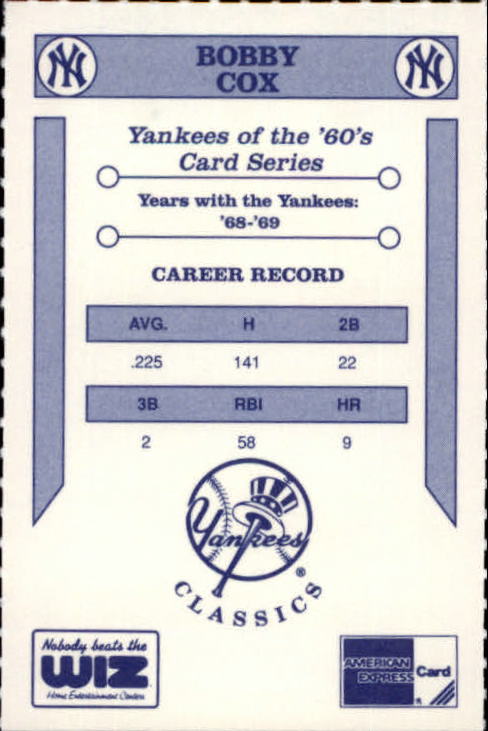 NY BOBBY NY
COX
Yankees of the '60's
Card Series
Years with the Yankees:
'68-'69
CAREER RECORD
AVG. H 2B
.225 141 22
3B RBI HR
2 58 9
Yankees
®
CLASSICS
Nobody beats the
WIZ
Home Entertainment Centers
AMERICAN
EXPRESS
Card
®